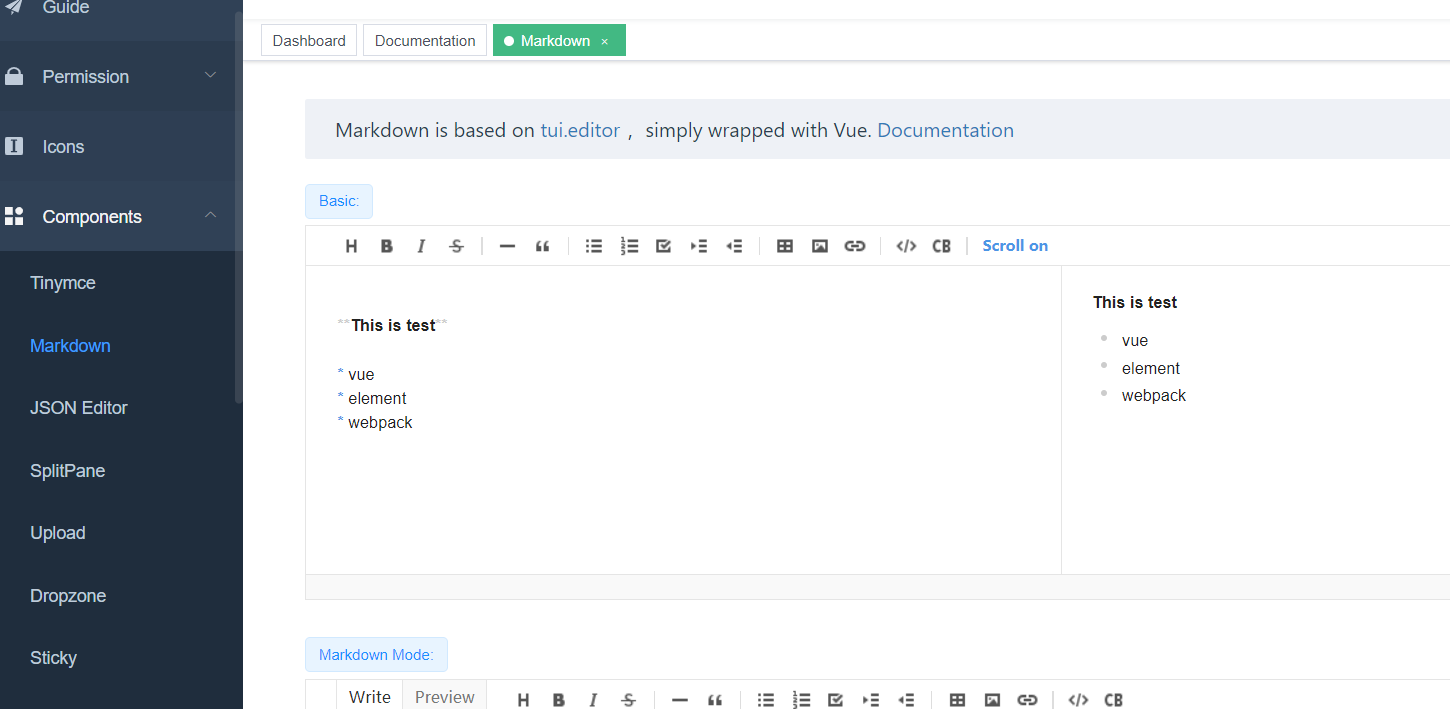 Guide
Permission
Icons
Components
Tinymce
Markdown
JSON Editor
SplitPane
Upload
Dropzone
Sticky
Dashboard
Documentation
Markdown ×
Markdown is based on tui.editor ， simply wrapped with Vue. Documentation
Basic:
H B I S — “ </> CB Scroll on
**This is test**
* vue
* element
* webpack
This is test
• vue
• element
• webpack
Markdown Mode:
Write Preview H B I S — “ </> CB